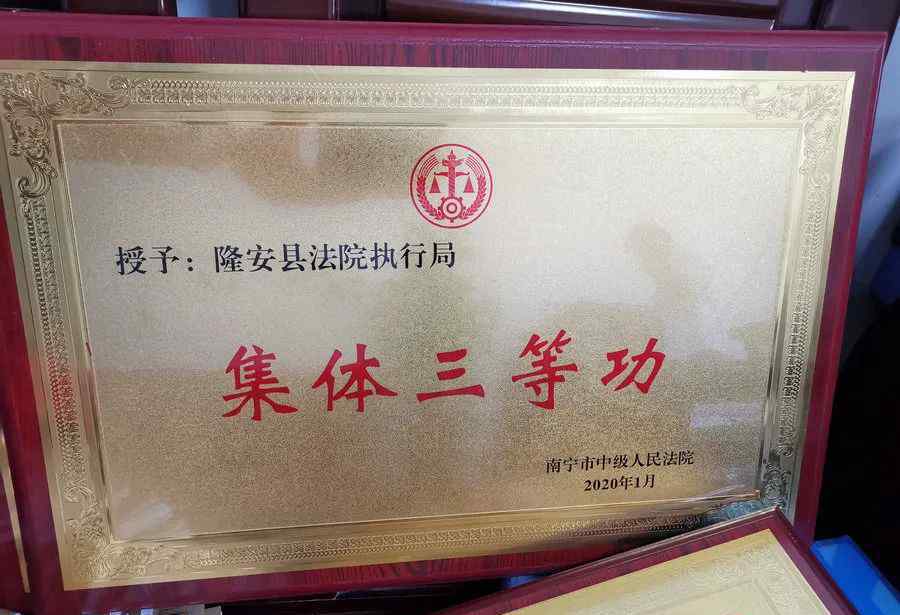 授予：隆安县法院执行局
集体三等功
南宁市中级人民法院
2020年1月